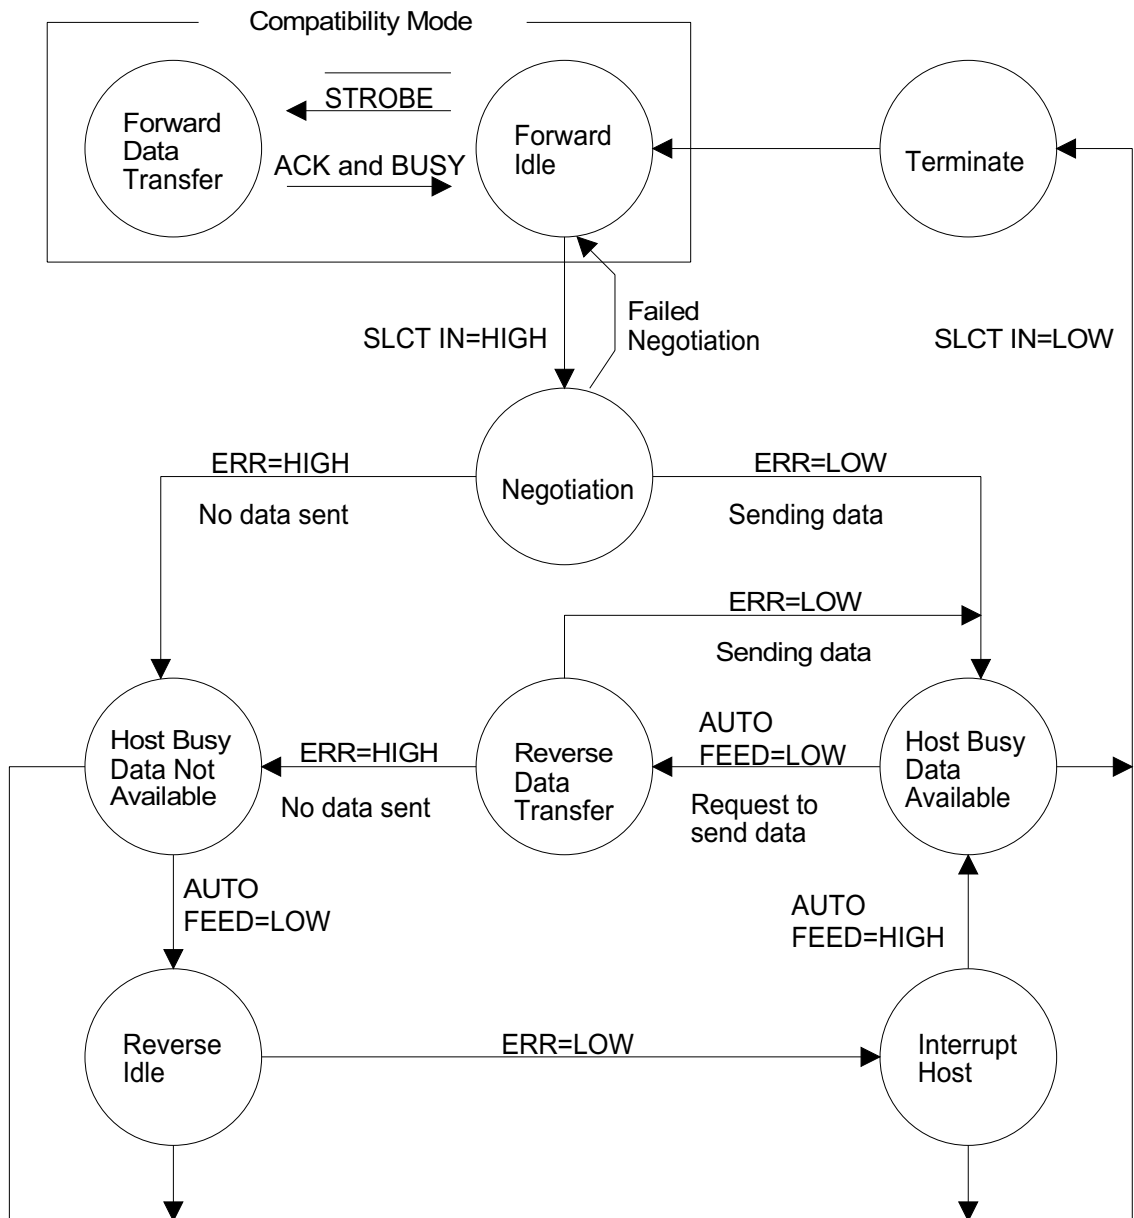 Compatibility Mode
Forward
Data
Transfer
STROBE
ACK and BUSY
Forward
Idle
Terminate
SLCT IN=HIGH
Failed
Negotiation
SLCT IN=LOW
ERR=HIGH
No data sent
Negotiation
ERR=LOW
Sending data
ERR=LOW
Sending data
Host Busy
Data Not
Available
ERR=HIGH
No data sent
Reverse
Data
Transfer
AUTO
FEED=LOW
Request to
send data
Host Busy
Data
Available
AUTO
FEED=LOW
AUTO
FEED=HIGH
Reverse
Idle
ERR=LOW
Interrupt
Host